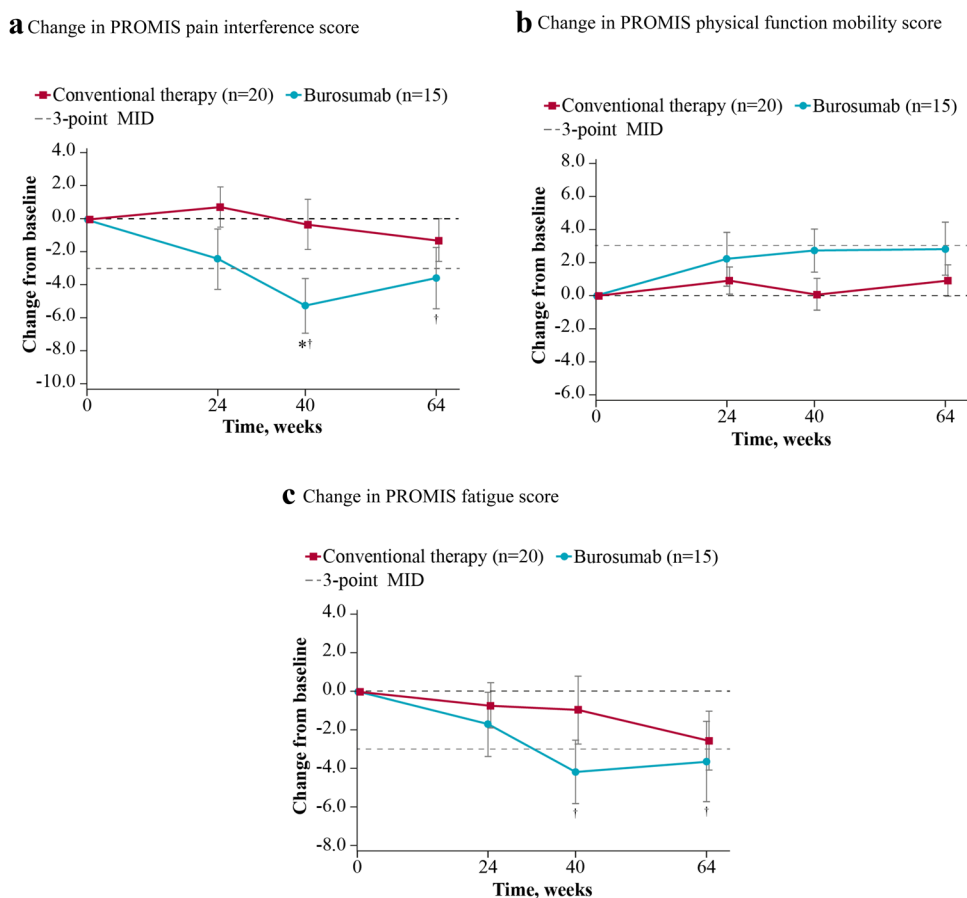 a Change in PROMIS pain interference score
Conventional therapy (n=20) Burosumab (n=15)
3-point MID
4.0
2.0
0.0
-2.0
-4.0
-6.0
-8.0
-10.0
Change from baseline
*†
†
0 24 40 64
Time, weeks
b Change in PROMIS physical function mobility score
Conventional therapy (n=20) Burosumab (n=15)
3-point MID
8.0
6.0
4.0
2.0
0.0
-2.0
-4.0
-6.0
Change from baseline
0 24 40 64
Time, weeks
c Change in PROMIS fatigue score
Conventional therapy (n=20) Burosumab (n=15)
3-point MID
4.0
2.0
0.0
-2.0
-4.0
-6.0
-8.0
Change from baseline
† †
0 24 40 64
Time, weeks